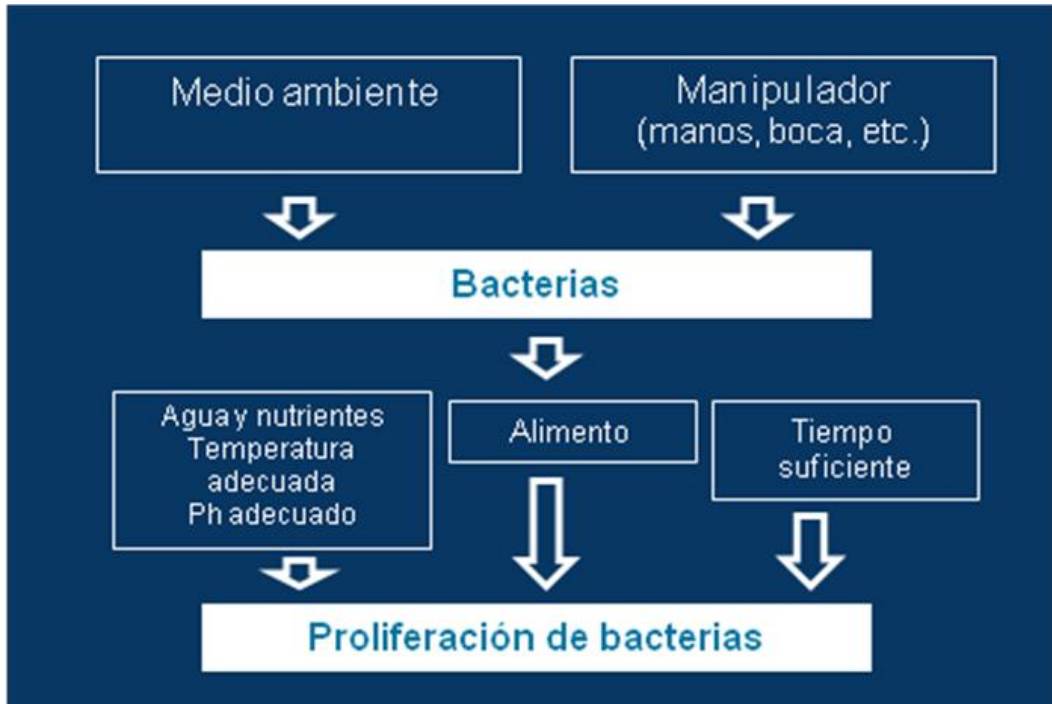 Medio ambiente
Manipulador
(manos, boca, etc.)
Bacterias
Agua y nutrientes
Temperatura
adecuada
Ph adecuado
Alimento
Tiempo
suficiente
Proliferación de bacterias